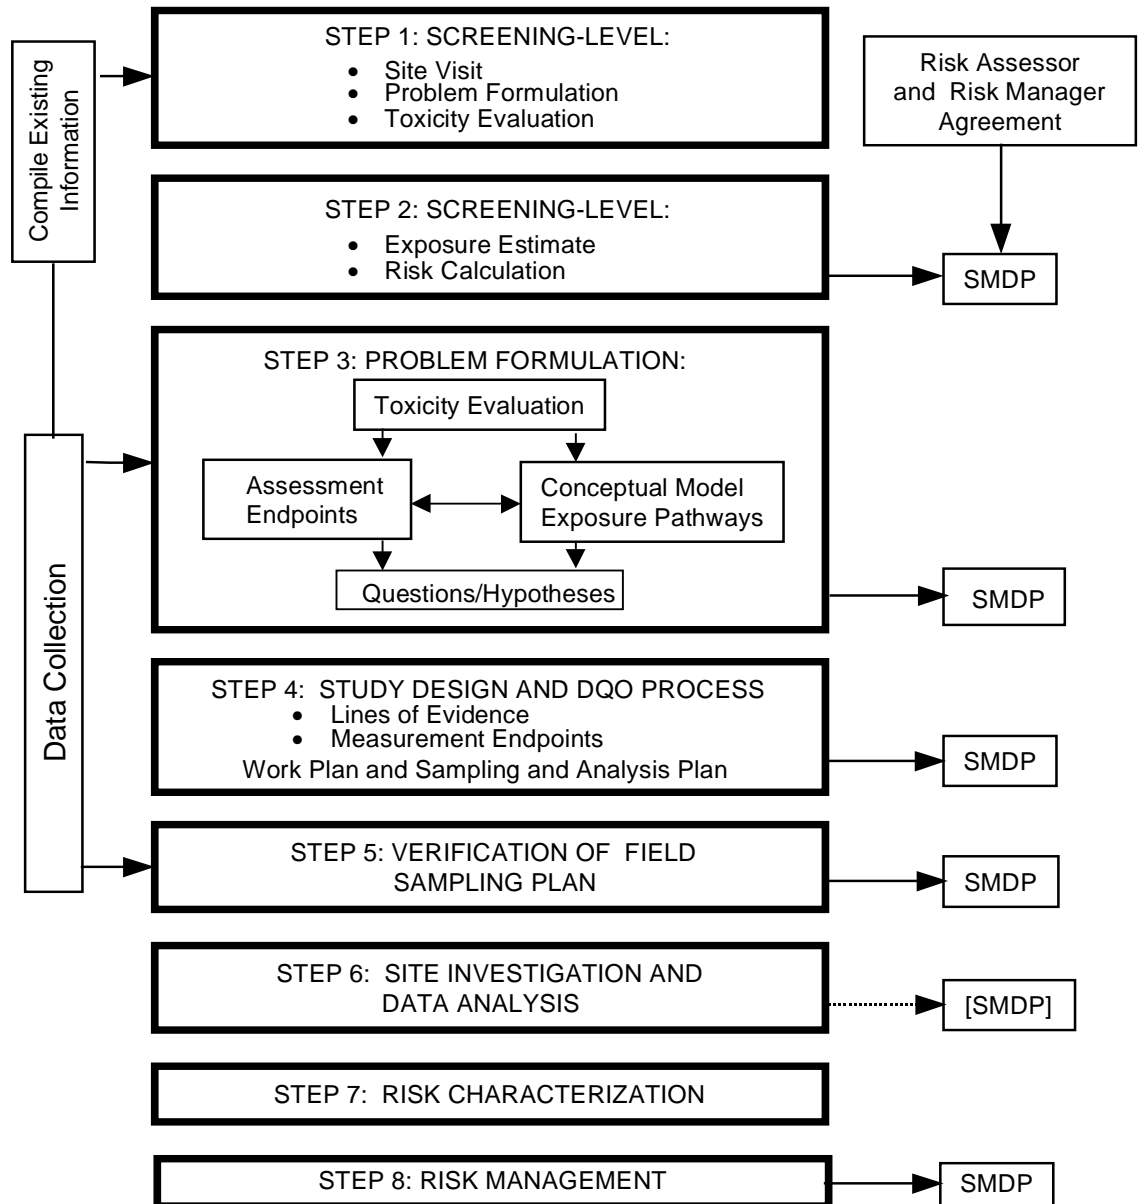 Compile Existing
Information
STEP 1: SCREENING-LEVEL:
• Site Visit
• Problem Formulation
• Toxicity Evaluation
Risk Assessor
and Risk Manager
Agreement
STEP 2: SCREENING-LEVEL:
• Exposure Estimate
• Risk Calculation
SMDP
Data Collection
STEP 3: PROBLEM FORMULATION:
Toxicity Evaluation
Assessment
Endpoints
Conceptual Model
Exposure Pathways
Questions/Hypotheses
SMDP
STEP 4: STUDY DESIGN AND DQO PROCESS
• Lines of Evidence
• Measurement Endpoints
Work Plan and Sampling and Analysis Plan
SMDP
STEP 5: VERIFICATION OF FIELD
SAMPLING PLAN
SMDP
STEP 6: SITE INVESTIGATION AND
DATA ANALYSIS
[SMDP]
STEP 7: RISK CHARACTERIZATION
STEP 8: RISK MANAGEMENT
SMDP